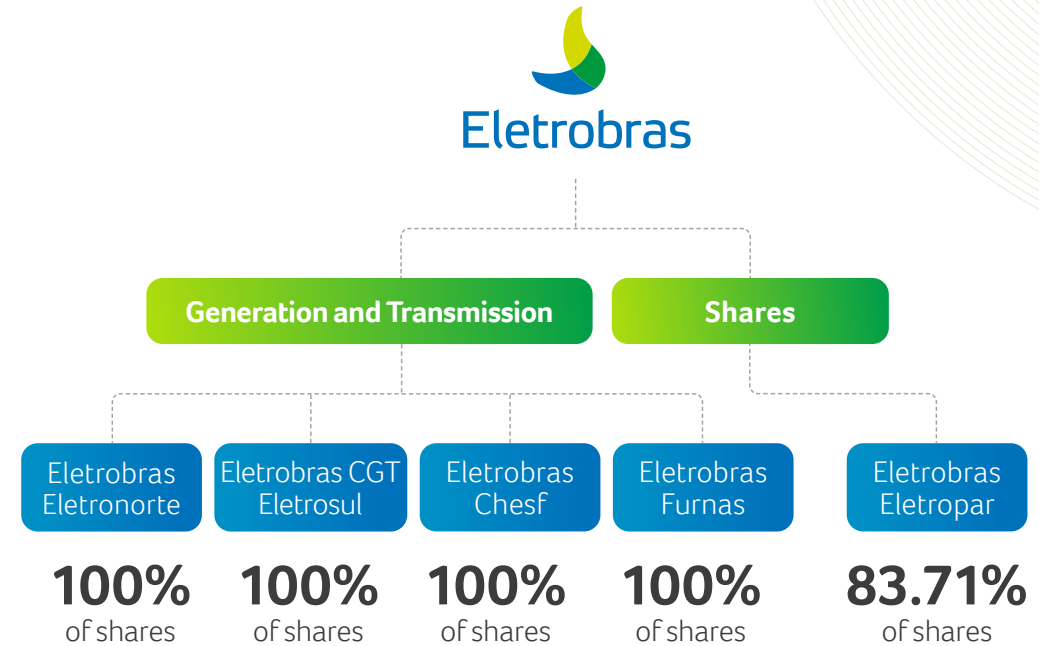 Eletrobras
Generation and Transmission
Shares
Eletrobras
Eletronorte
Eletrobras CGT
Eletrosul
Eletrobras
Chesf
Eletrobras
Furnas
Eletrobras
Eletropar
100%
of shares
100%
of shares
100%
of shares
100%
of shares
83.71%
of shares